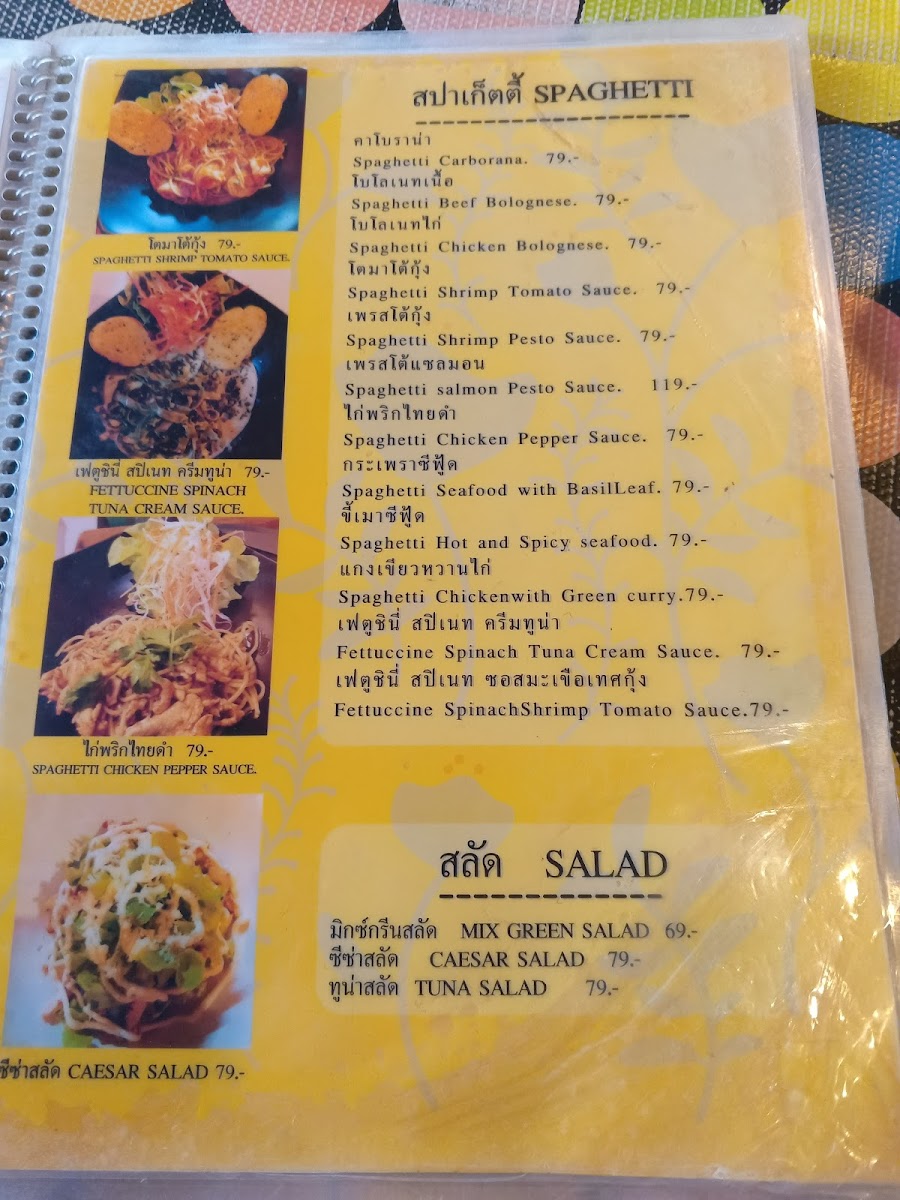 โตมาโต้กุ้ง 79.-
SPAGHETTI SHRIMP TOMATO SAUCE.
เฟตูชินี่ สปิเนท ครีมทูน่า 79.-
FETTUCCINE SPINACH
TUNA CREAM SAUCE.
ไก่พริกไทยดำ 79.-
SPAGHETTI CHICKEN PEPPER SAUCE.
ซีซ่าสลัด CAESAR SALAD 79.-
สปาเก็ตตี้ SPAGHETTI
คาโบราน่า
Spaghetti Carborana. 79.-
โบโลเนทเนื้อ
Spaghetti Beef Bolognese. 79.-
โบโลเนทไก่
Spaghetti Chicken Bolognese. 79.-
โตมาโต้กุ้ง
Spaghetti Shrimp Tomato Sauce. 79.-
เพรสโต้กุ้ง
Spaghetti Shrimp Pesto Sauce. 79.-
เพรสโต้แซลมอน
Spaghetti salmon Pesto Sauce. 119.-
ไก่พริกไทยดำ
Spaghetti Chicken Pepper Sauce. 79.-
กระเพราซีฟู้ด
Spaghetti Seafood with BasilLeaf. 79.-
ขี้เมาซีฟู้ด
Spaghetti Hot and Spicy seafood. 79.-
แกงเขียวหวานไก่
Spaghetti Chickenwith Green curry.79.-
เฟตูชินี่ สปิเนท ครีมทูน่า
Fettuccine Spinach Tuna Cream Sauce. 79.-
เฟตูชินี่ สปิเนท ซอสมะเขือเทศกุ้ง
Fettuccine SpinachShrimp Tomato Sauce.79.-
สลัด SALAD
มิกซ์กรีนสลัด MIX GREEN SALAD 69.-
ซีซ่าสลัด CAESAR SALAD 79.-
ทูน่าสลัด TUNA SALAD 79.-